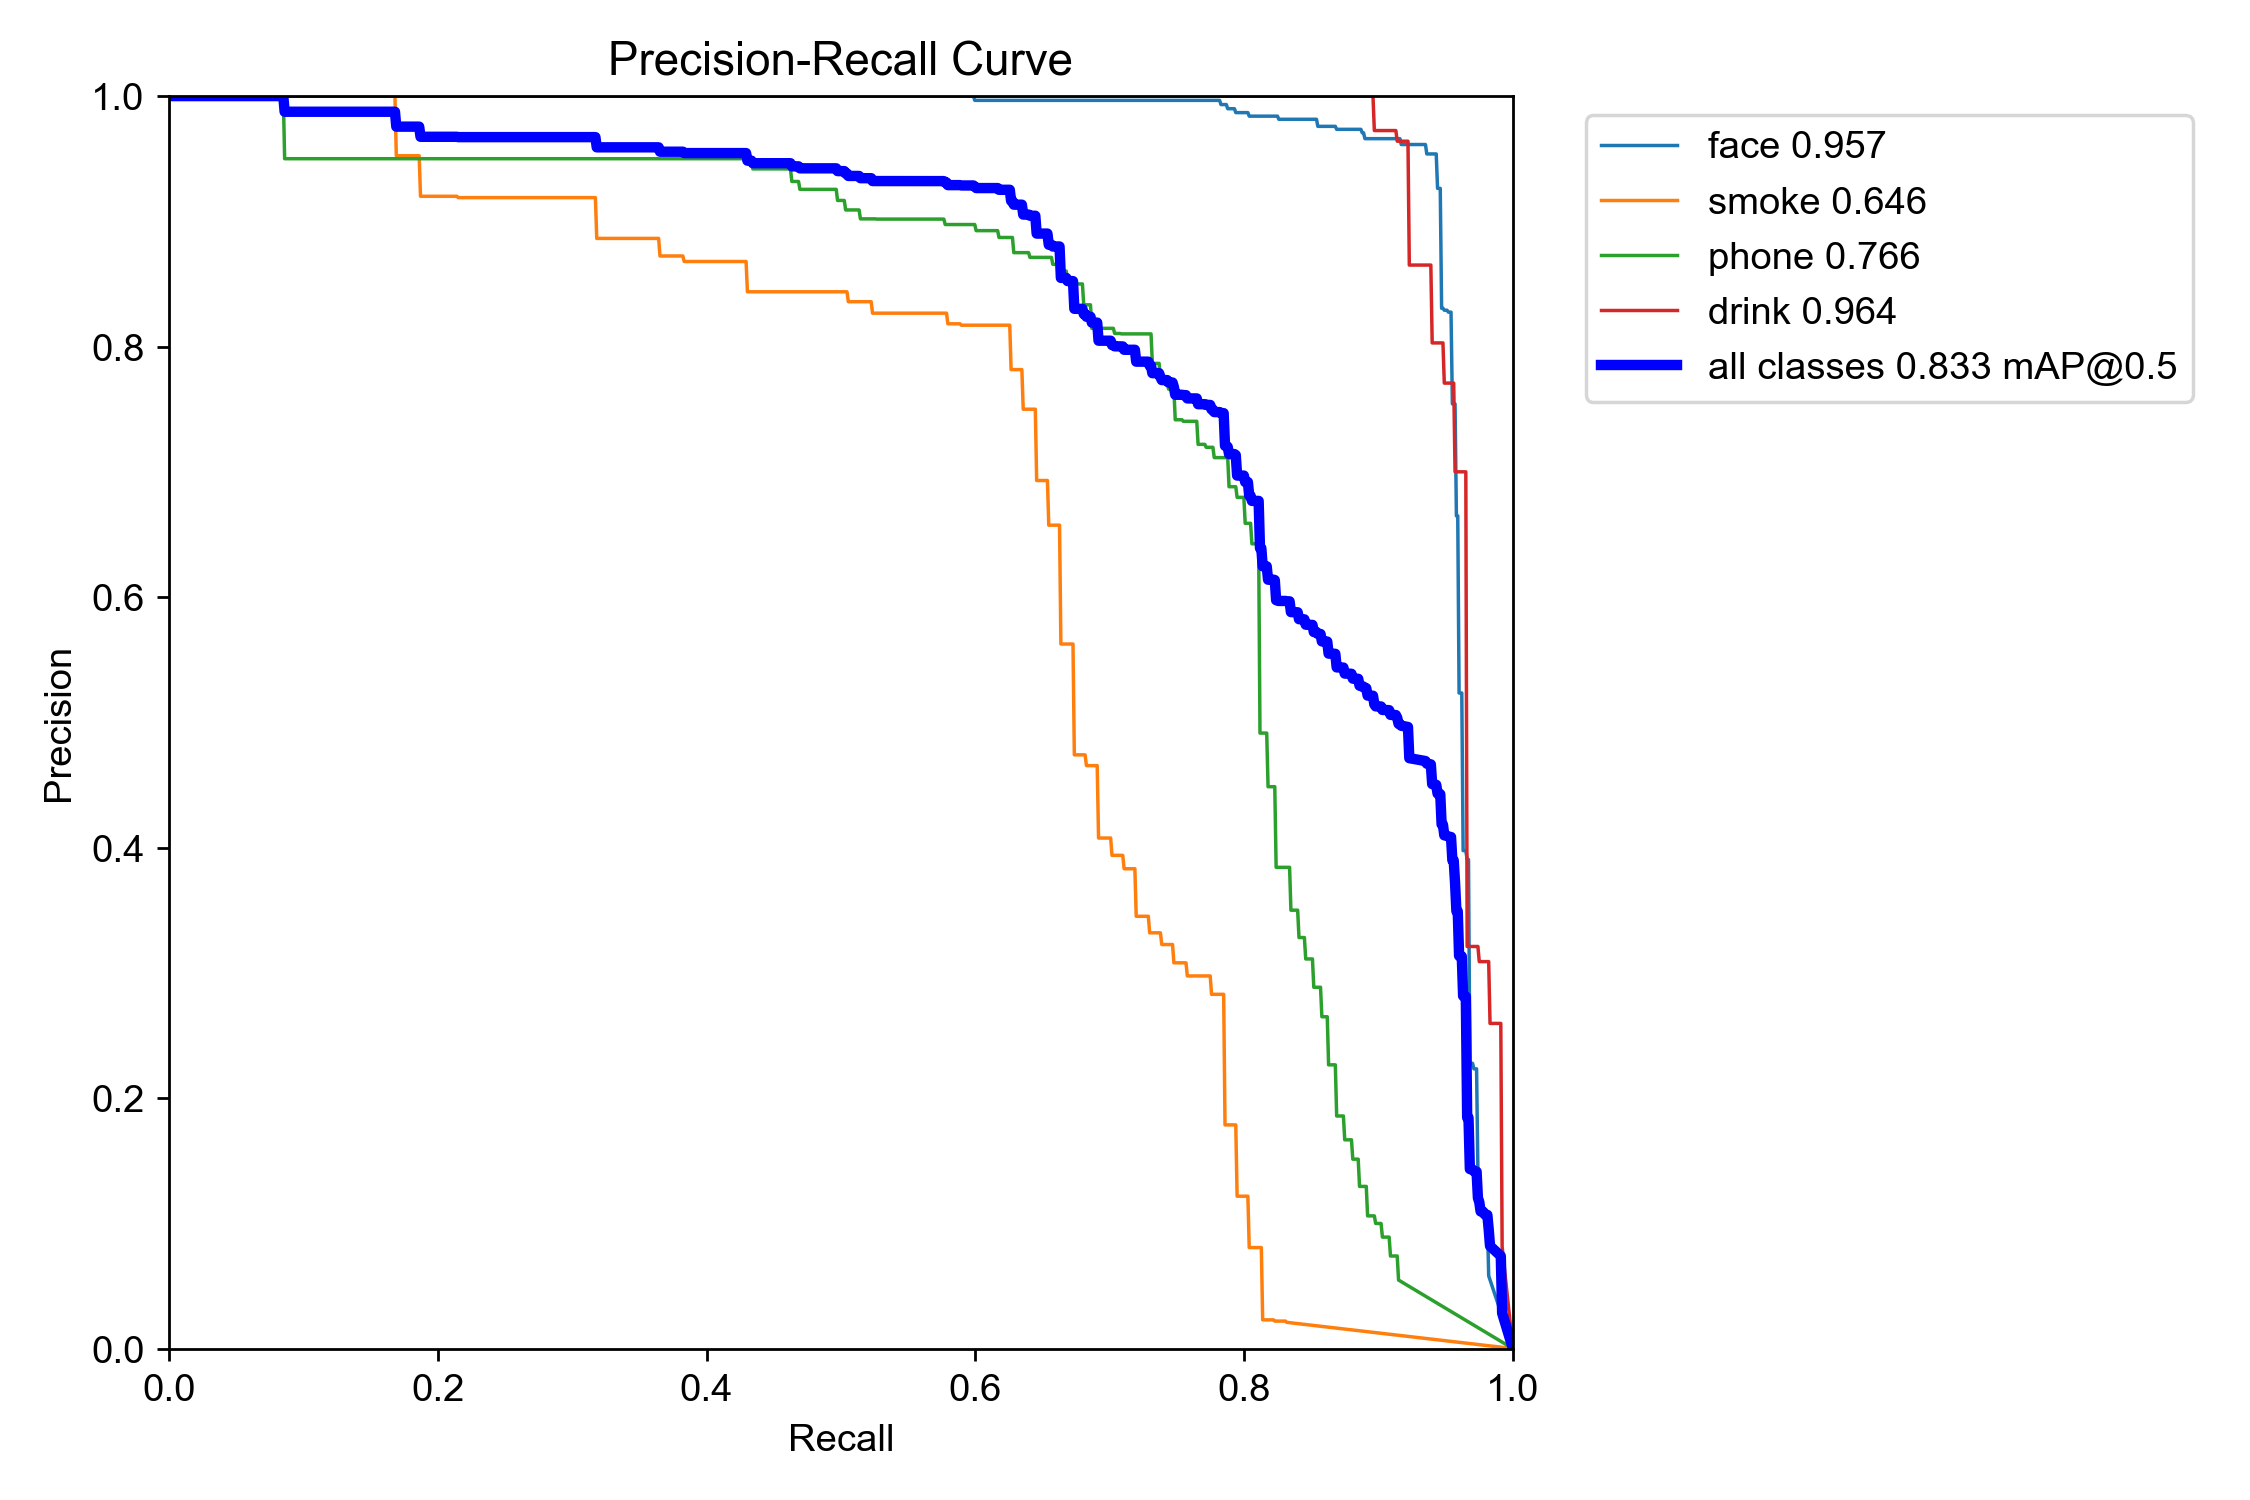 Precision-Recall Curve
1.0
0.8
0.6
0.4
0.2
0.0
Precision
0.0 0.2 0.4 0.6 0.8 1.0
Recall
face 0.957
smoke 0.646
phone 0.766
drink 0.964
all classes 0.833 mAP@0.5